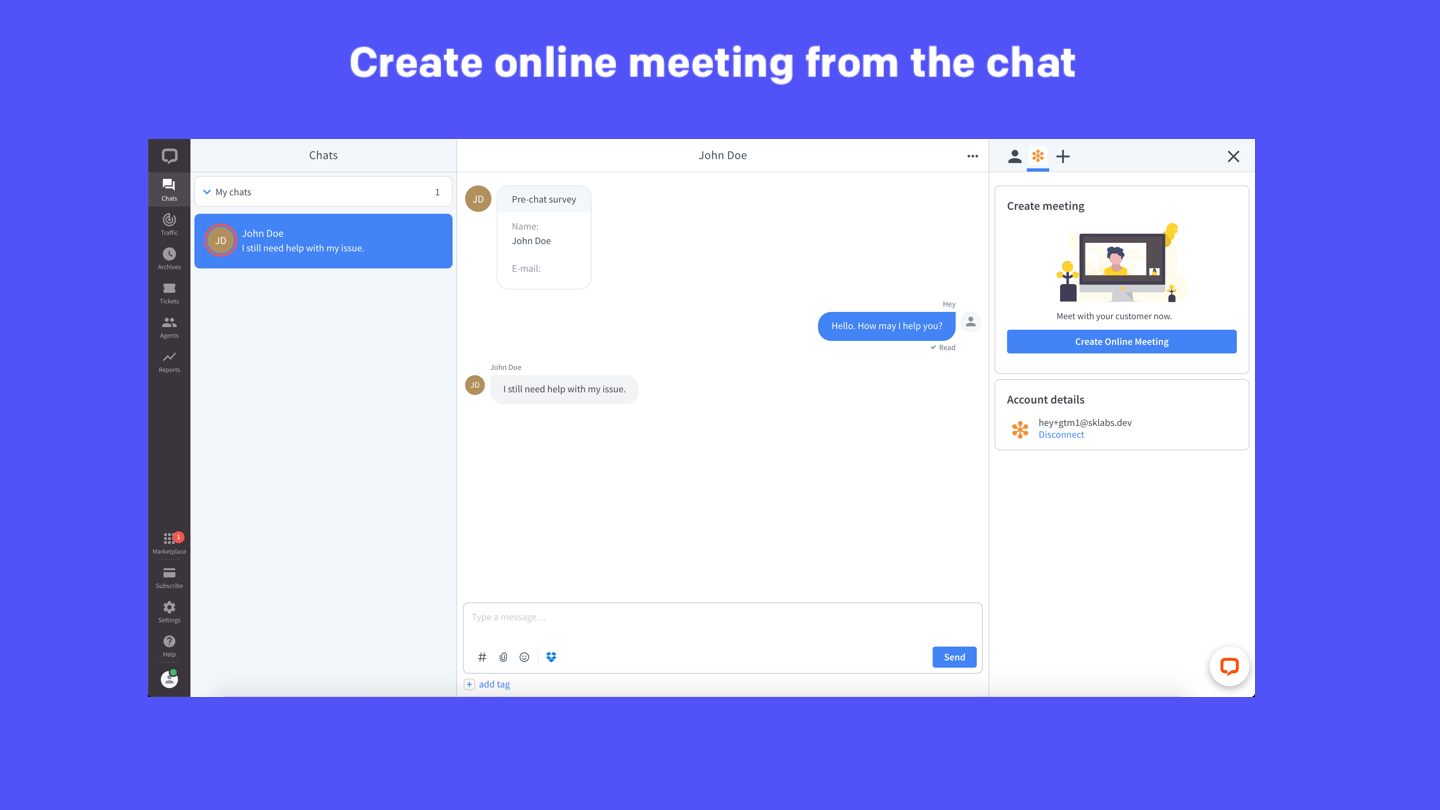 Create online meeting from the chat
Chats
Traffic
Archives
Tickets
Agents
Reports
Marketplace
1
Subscribe
Settings
Help
Chats
My chats
1
JD
John Doe
I still need help with my issue.
John Doe
JD
Pre-chat survey
Name:
John Doe
E-mail:
Hey
Hello. How may I help you?
Read
John Doe
JD
I still need help with my issue.
Type a message...
Send
add tag
Create meeting
Meet with your customer now.
Create Online Meeting
Account details
hey+gtm1@sklabs.dev
Disconnect